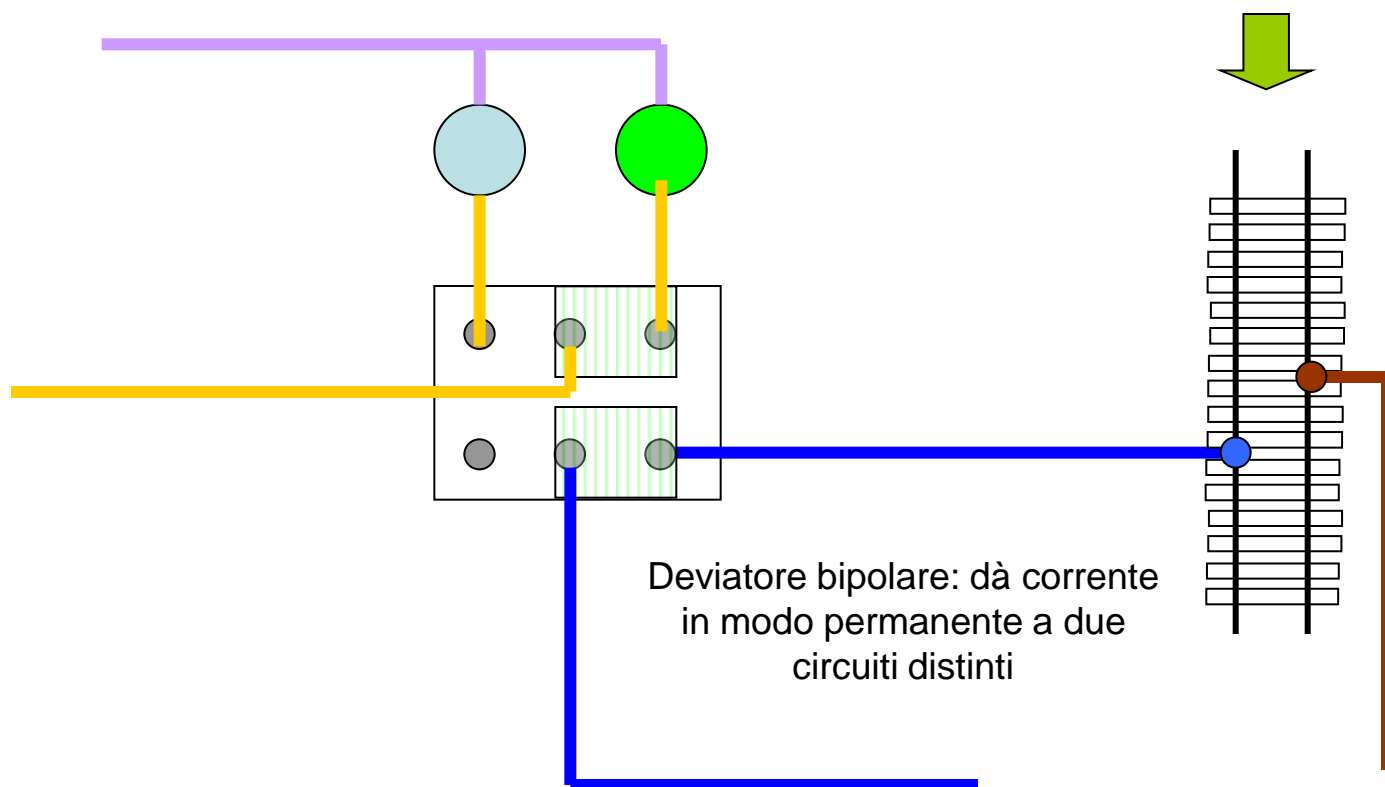 Deviatore bipolare: dà corrente
in modo permanente a due
circuiti distinti